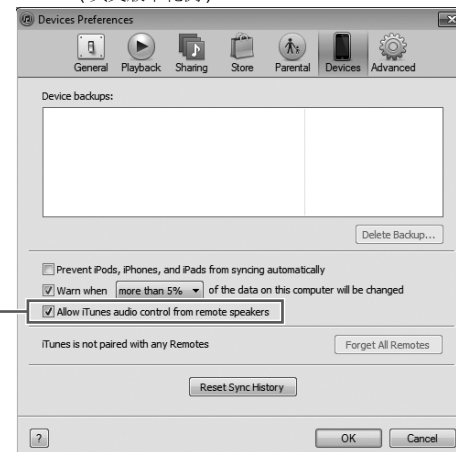 Devices Preferences
General Playback Sharing Store Parental Devices Advanced
Device backups:
Delete Backup...
Prevent iPods, iPhones, and iPads from syncing automatically
Warn when more than 5% of the data on this computer will be changed
Allow iTunes audio control from remote speakers
iTunes is not paired with any Remotes
Forget All Remotes
Reset Sync History
?
OK Cancel